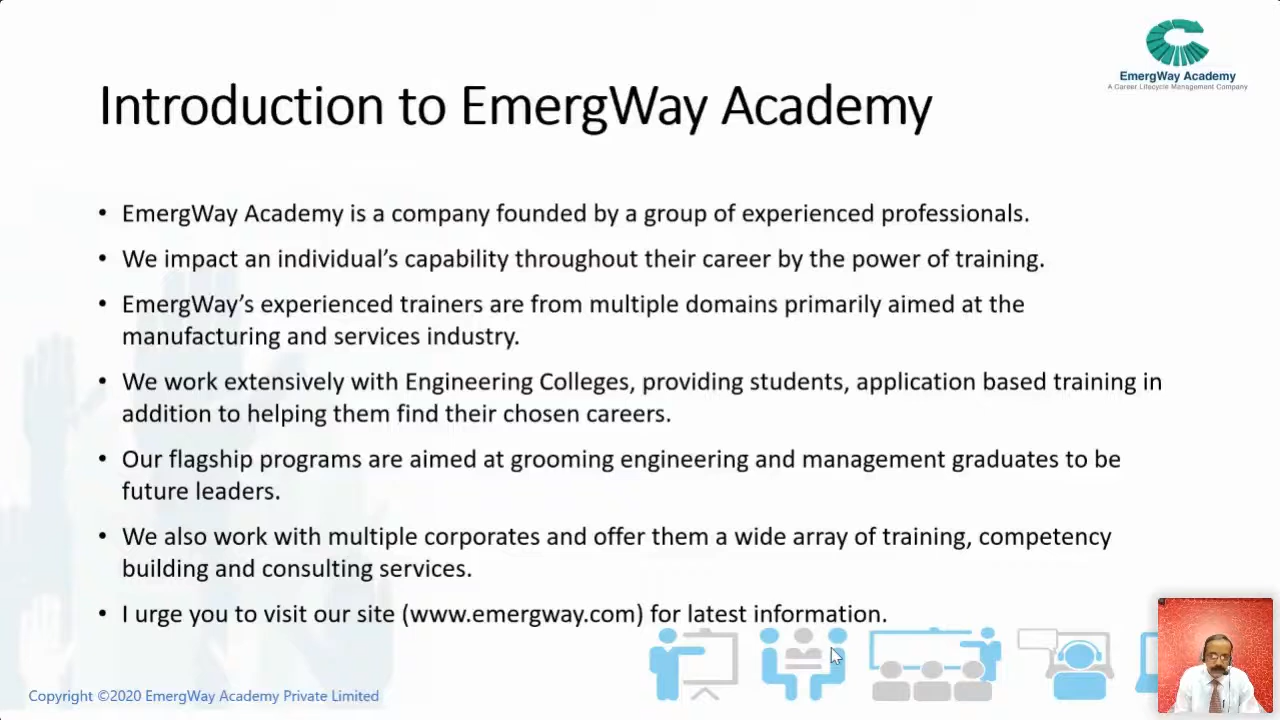 EmergWay Academy
A Career Lifecycle Management Company
Introduction to EmergWay Academy
• EmergWay Academy is a company founded by a group of experienced professionals.
• We impact an individual’s capability throughout their career by the power of training.
• EmergWay’s experienced trainers are from multiple domains primarily aimed at the
manufacturing and services industry.
• We work extensively with Engineering Colleges, providing students, application based training in
addition to helping them find their chosen careers.
• Our flagship programs are aimed at grooming engineering and management graduates to be
future leaders.
• We also work with multiple corporates and offer them a wide array of training, competency
building and consulting services.
• I urge you to visit our site (www.emergway.com) for latest information.
Copyright ©2020 EmergWay Academy Private Limited